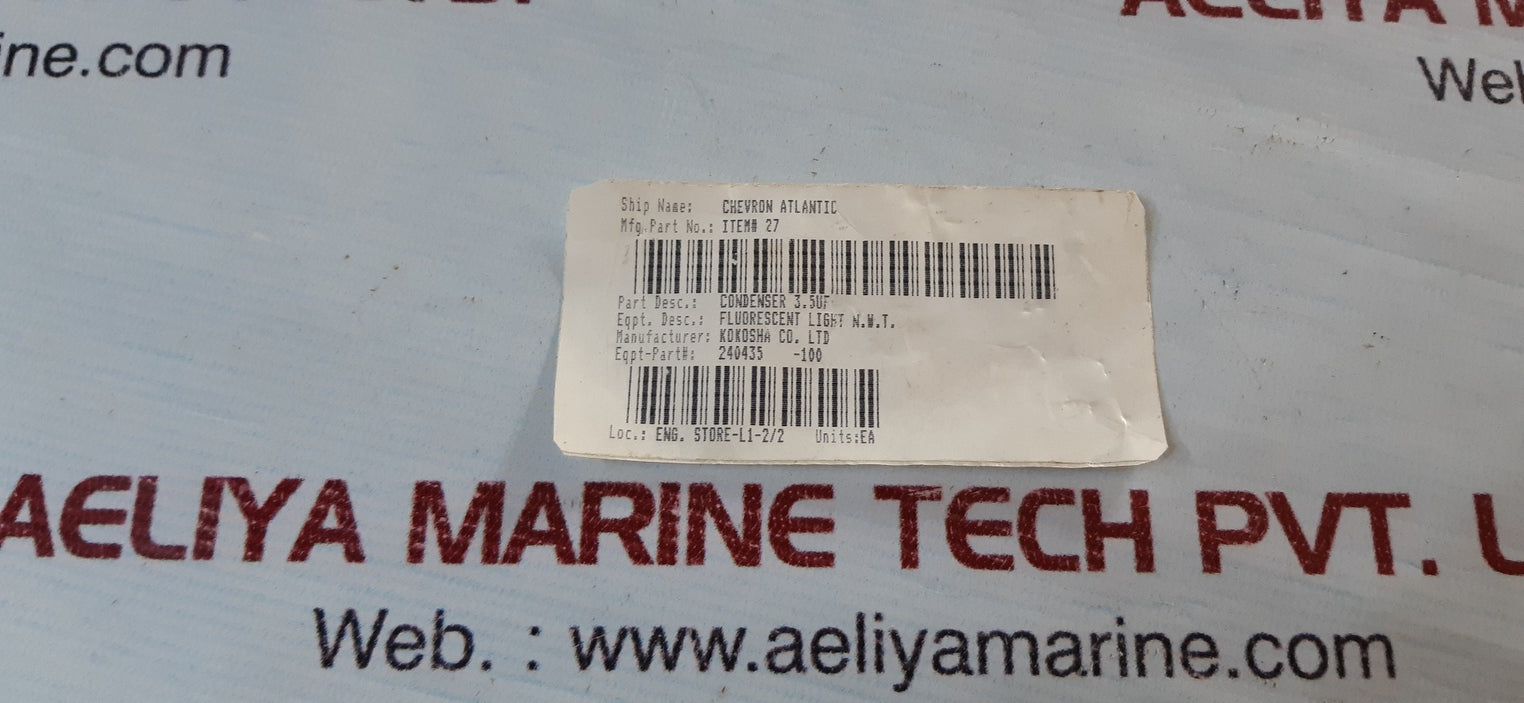 ine.com
AELIYA M
Web
Ship Name: CHEVRON ATLANTIC
Mfg.Part No.: ITEM# 27
Part Desc.: CONDENSER 3.5UF
Eqpt. Desc.: FLUORESCENT LIGHT N.W.T.
Manufacturer: KOKOSHA CO. LTD
Eqpt-Part#: 240435 -100
Loc.: ENG. STORE-L1-2/2 Units:EA
AELIYA MARINE TECH PVT. L
Web. : www.aeliyamarine.com